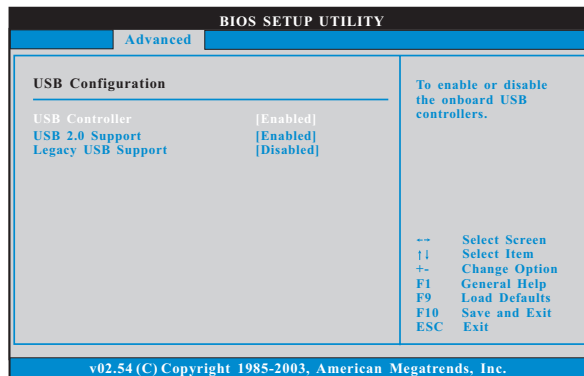 BIOS SETUP UTILITY
Advanced
USB Configuration
USB Controller [Enabled]
USB 2.0 Support [Enabled]
Legacy USB Support [Disabled]
To enable or disable
the onboard USB
controllers.
←→ Select Screen
↑↓ Select Item
+- Change Option
F1 General Help
F9 Load Defaults
F10 Save and Exit
ESC Exit
v02.54 (C) Copyright 1985-2003, American Megatrends, Inc.